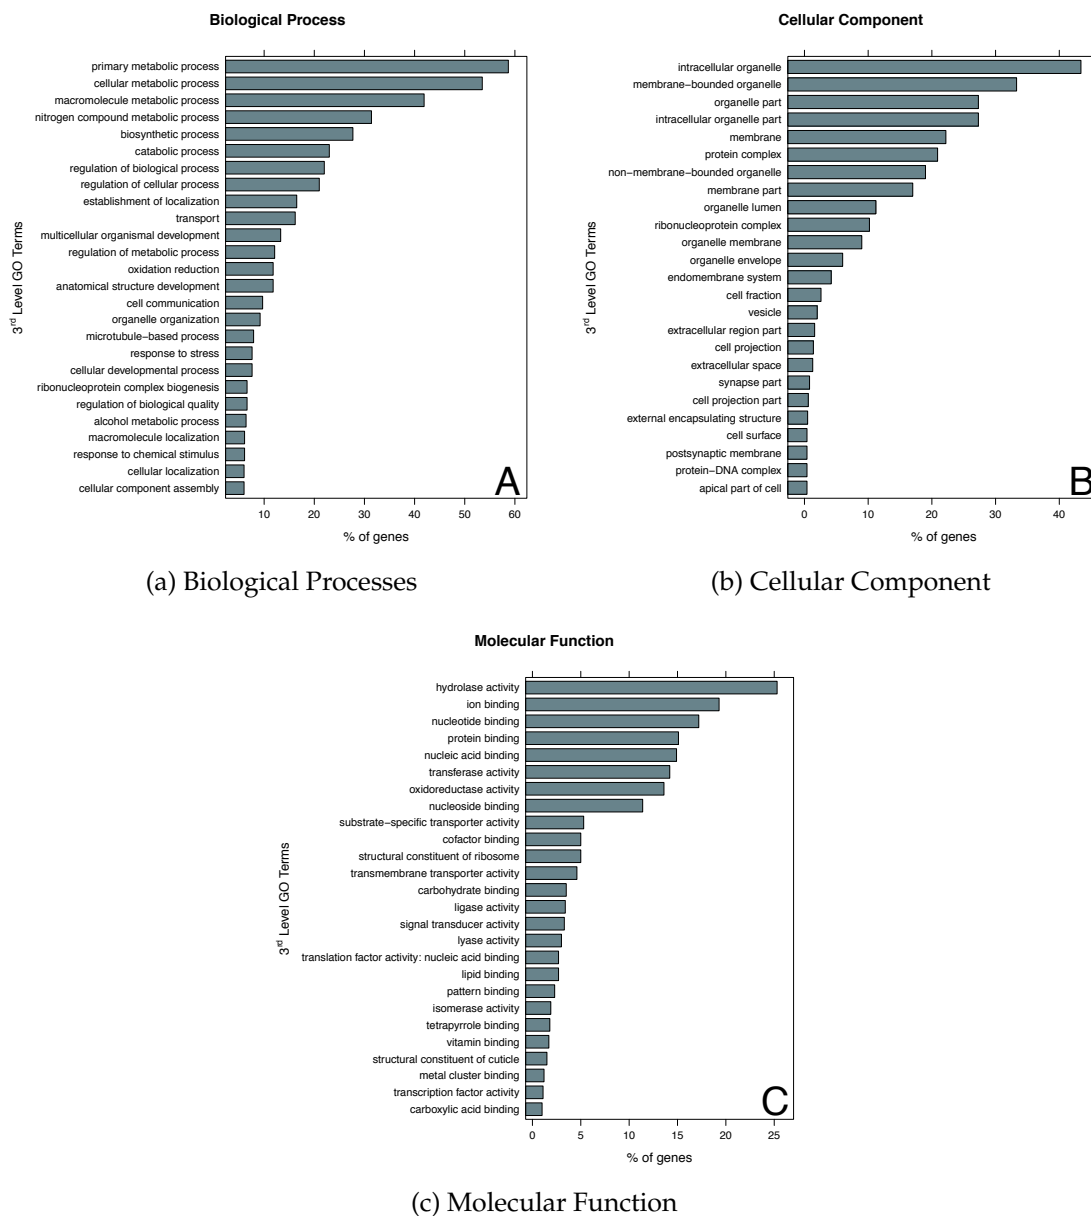 Biological Process
3rd Level GO Terms
primary metabolic process
cellular metabolic process
macromolecule metabolic process
nitrogen compound metabolic process
biosynthetic process
catabolic process
regulation of biological process
regulation of cellular process
establishment of localization
transport
multicellular organismal development
regulation of metabolic process
oxidation reduction
anatomical structure development
cell communication
organelle organization
microtubule−based process
response to stress
cellular developmental process
ribonucleoprotein complex biogenesis
regulation of biological quality
alcohol metabolic process
macromolecule localization
response to chemical stimulus
cellular localization
cellular component assembly
A
10 20 30 40 50 60
% of genes
(a) Biological Processes
Cellular Component
3rd Level GO Terms
intracellular organelle
membrane−bounded organelle
organelle part
intracellular organelle part
membrane
protein complex
non−membrane−bounded organelle
membrane part
organelle lumen
ribonucleoprotein complex
organelle membrane
organelle envelope
endomembrane system
cell fraction
vesicle
extracellular region part
cell projection
extracellular space
synapse part
cell projection part
external encapsulating structure
cell surface
postsynaptic membrane
protein−DNA complex
apical part of cell
B
0 10 20 30 40
% of genes
(b) Cellular Component
Molecular Function
3rd Level GO Terms
hydrolase activity
ion binding
nucleotide binding
protein binding
nucleic acid binding
transferase activity
oxidoreductase activity
nucleoside binding
substrate−specific transporter activity
cofactor binding
structural constituent of ribosome
transmembrane transporter activity
carbohydrate binding
ligase activity
signal transducer activity
lyase activity
translation factor activity: nucleic acid binding
lipid binding
pattern binding
isomerase activity
tetrapyrrole binding
vitamin binding
structural constituent of cuticle
metal cluster binding
transcription factor activity
carboxylic acid binding
C
0 5 10 15 20 25
% of genes
(c) Molecular Function